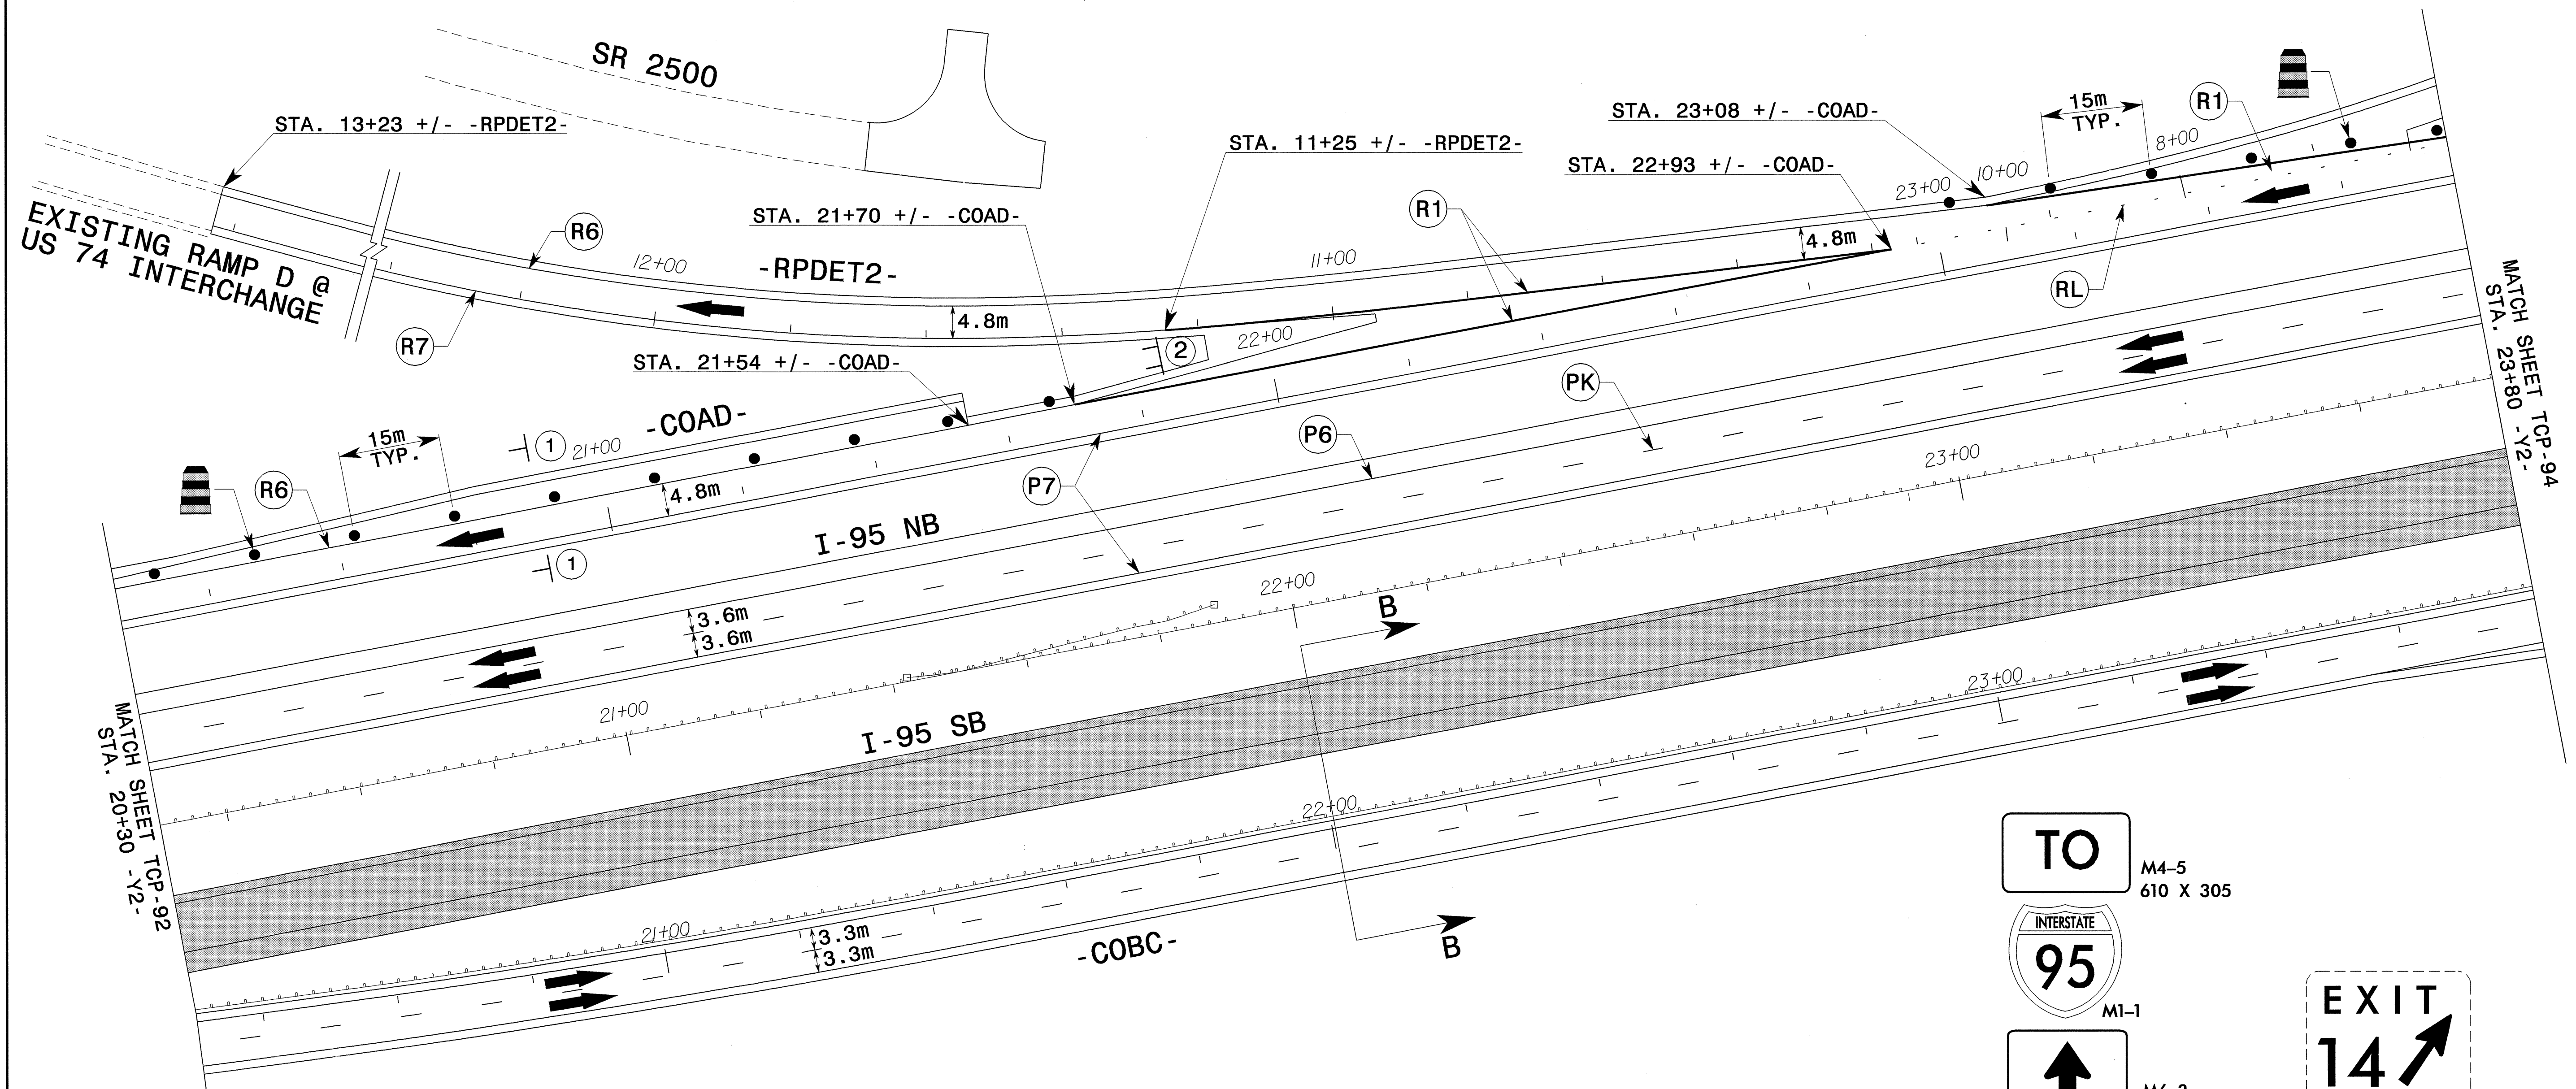 SR 2500
STA. 13+23 +/- -RPDET2-
STA. 23+08 +/- -COAD-
15m
TYP.
R1
STA. 11+25 +/- -RPDET2-
STA. 22+93 +/- -COAD-
8+00
10+00
23+00
EXISTING RAMP D @
US 74 INTERCHANGE
R6
STA. 21+70 +/- -COAD-
R1
12+00
-RPDET2-
11+00
4.8m
RL
R7
4.8m
22+00
2
STA. 21+54 +/- -COAD-
MATCH SHEET TCP-94
STA. 23+80 -Y2-
PK
P6
-COAD-
1
21+00
15m
TYP.
R6
4.8m
P7
1
23+00
I-95 NB
22+00
B
3.6m
3.6m
21+00
I-95 SB
23+00
MATCH SHEET TCP-92
STA. 20+30 -Y2-
22+00
21+00
3.3m
3.3m
-COBC-
B
TO
M4-5
610 X 305
INTERSTATE
95
M1-1
EXIT
14